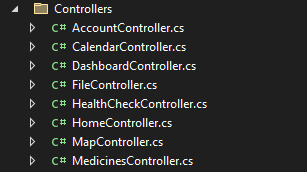 Controllers
C# AccountController.cs
C# CalendarController.cs
C# DashboardController.cs
C# FileController.cs
C# HealthCheckController.cs
C# HomeController.cs
C# MapController.cs
C# MedicinesController.cs